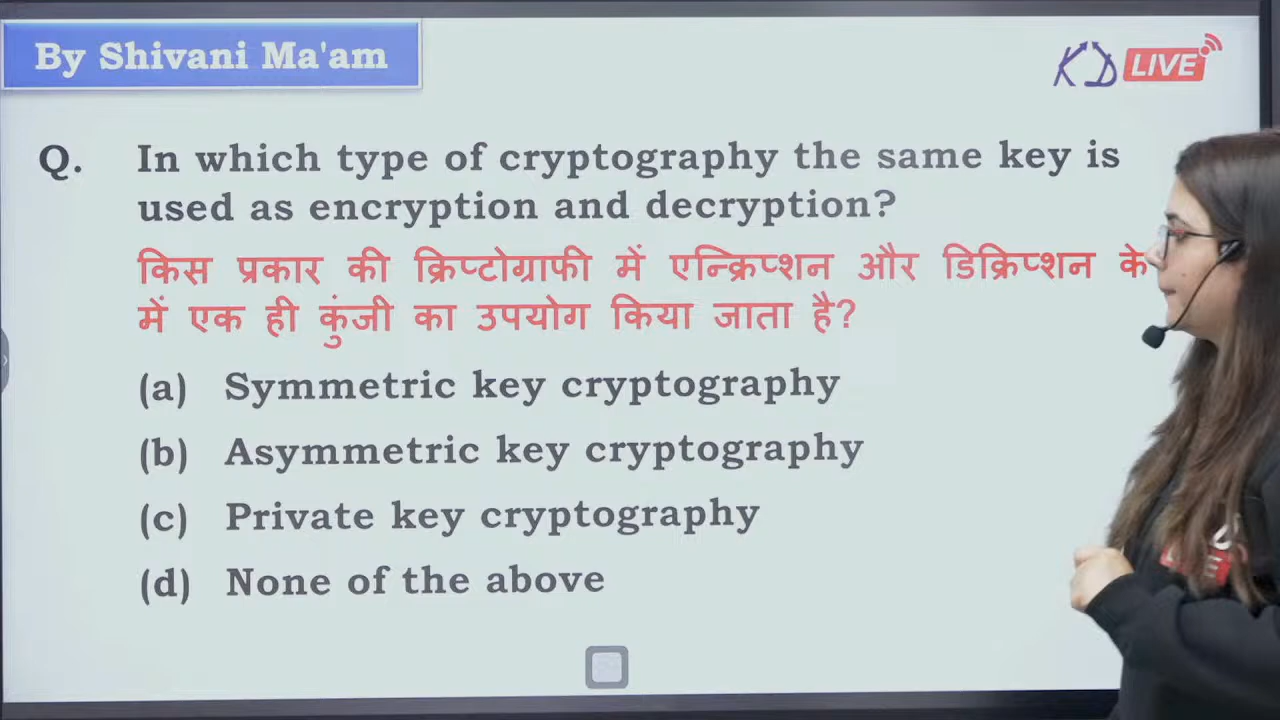 By Shivani Ma'am
KD LIVE
Q. In which type of cryptography the same key is
used as encryption and decryption?
किस प्रकार की क्रिप्टोग्राफी में एन्क्रिप्शन और डिक्रिप्शन के
में एक ही कुंजी का उपयोग किया जाता है?
(a) Symmetric key cryptography
(b) Asymmetric key cryptography
(c) Private key cryptography
(d) None of the above